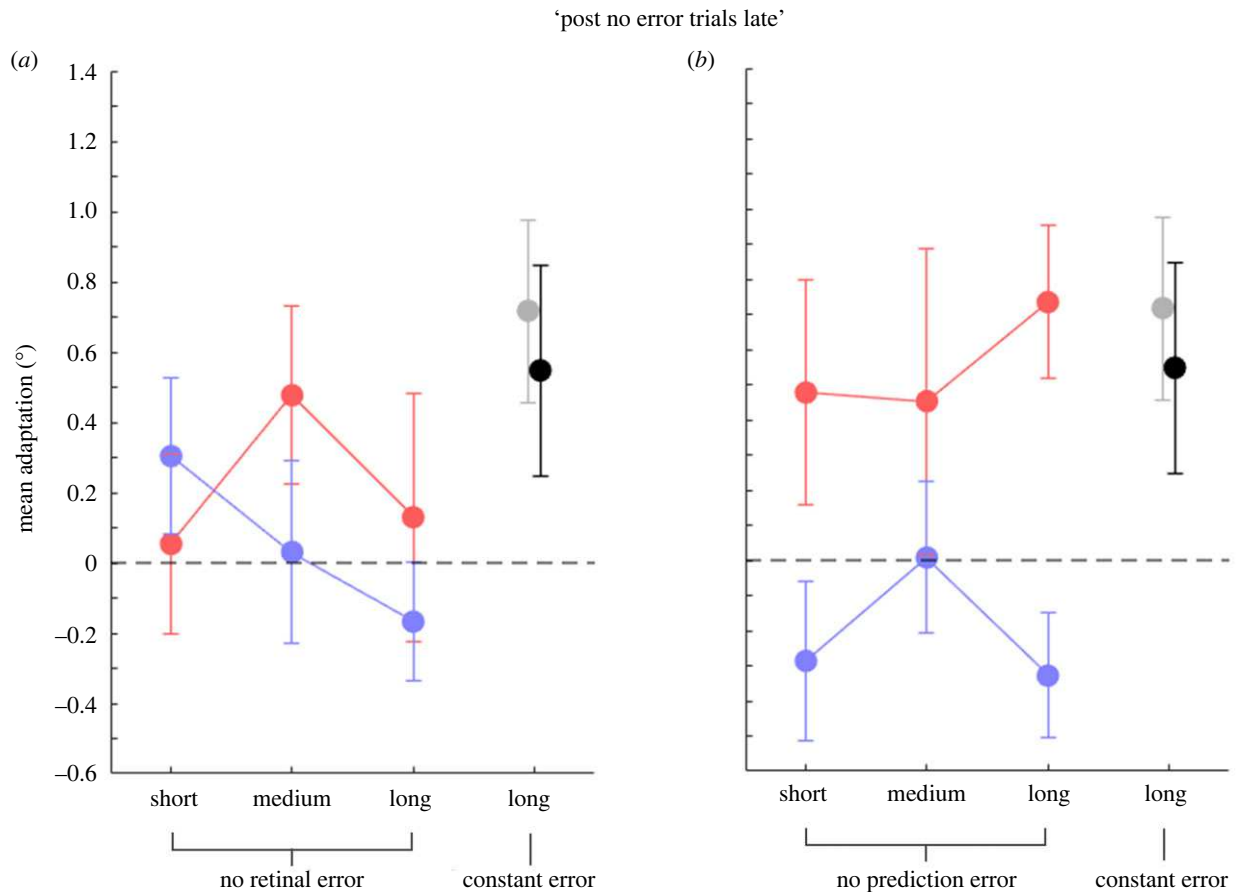 ‘post no error trials late’
(a)
(b)
1.4
1.2
1.0
0.8
0.6
0.4
0.2
0
–0.2
–0.4
–0.6
mean adaptation (°)
short medium long long
no retinal error constant error
short medium long long
no prediction error constant error